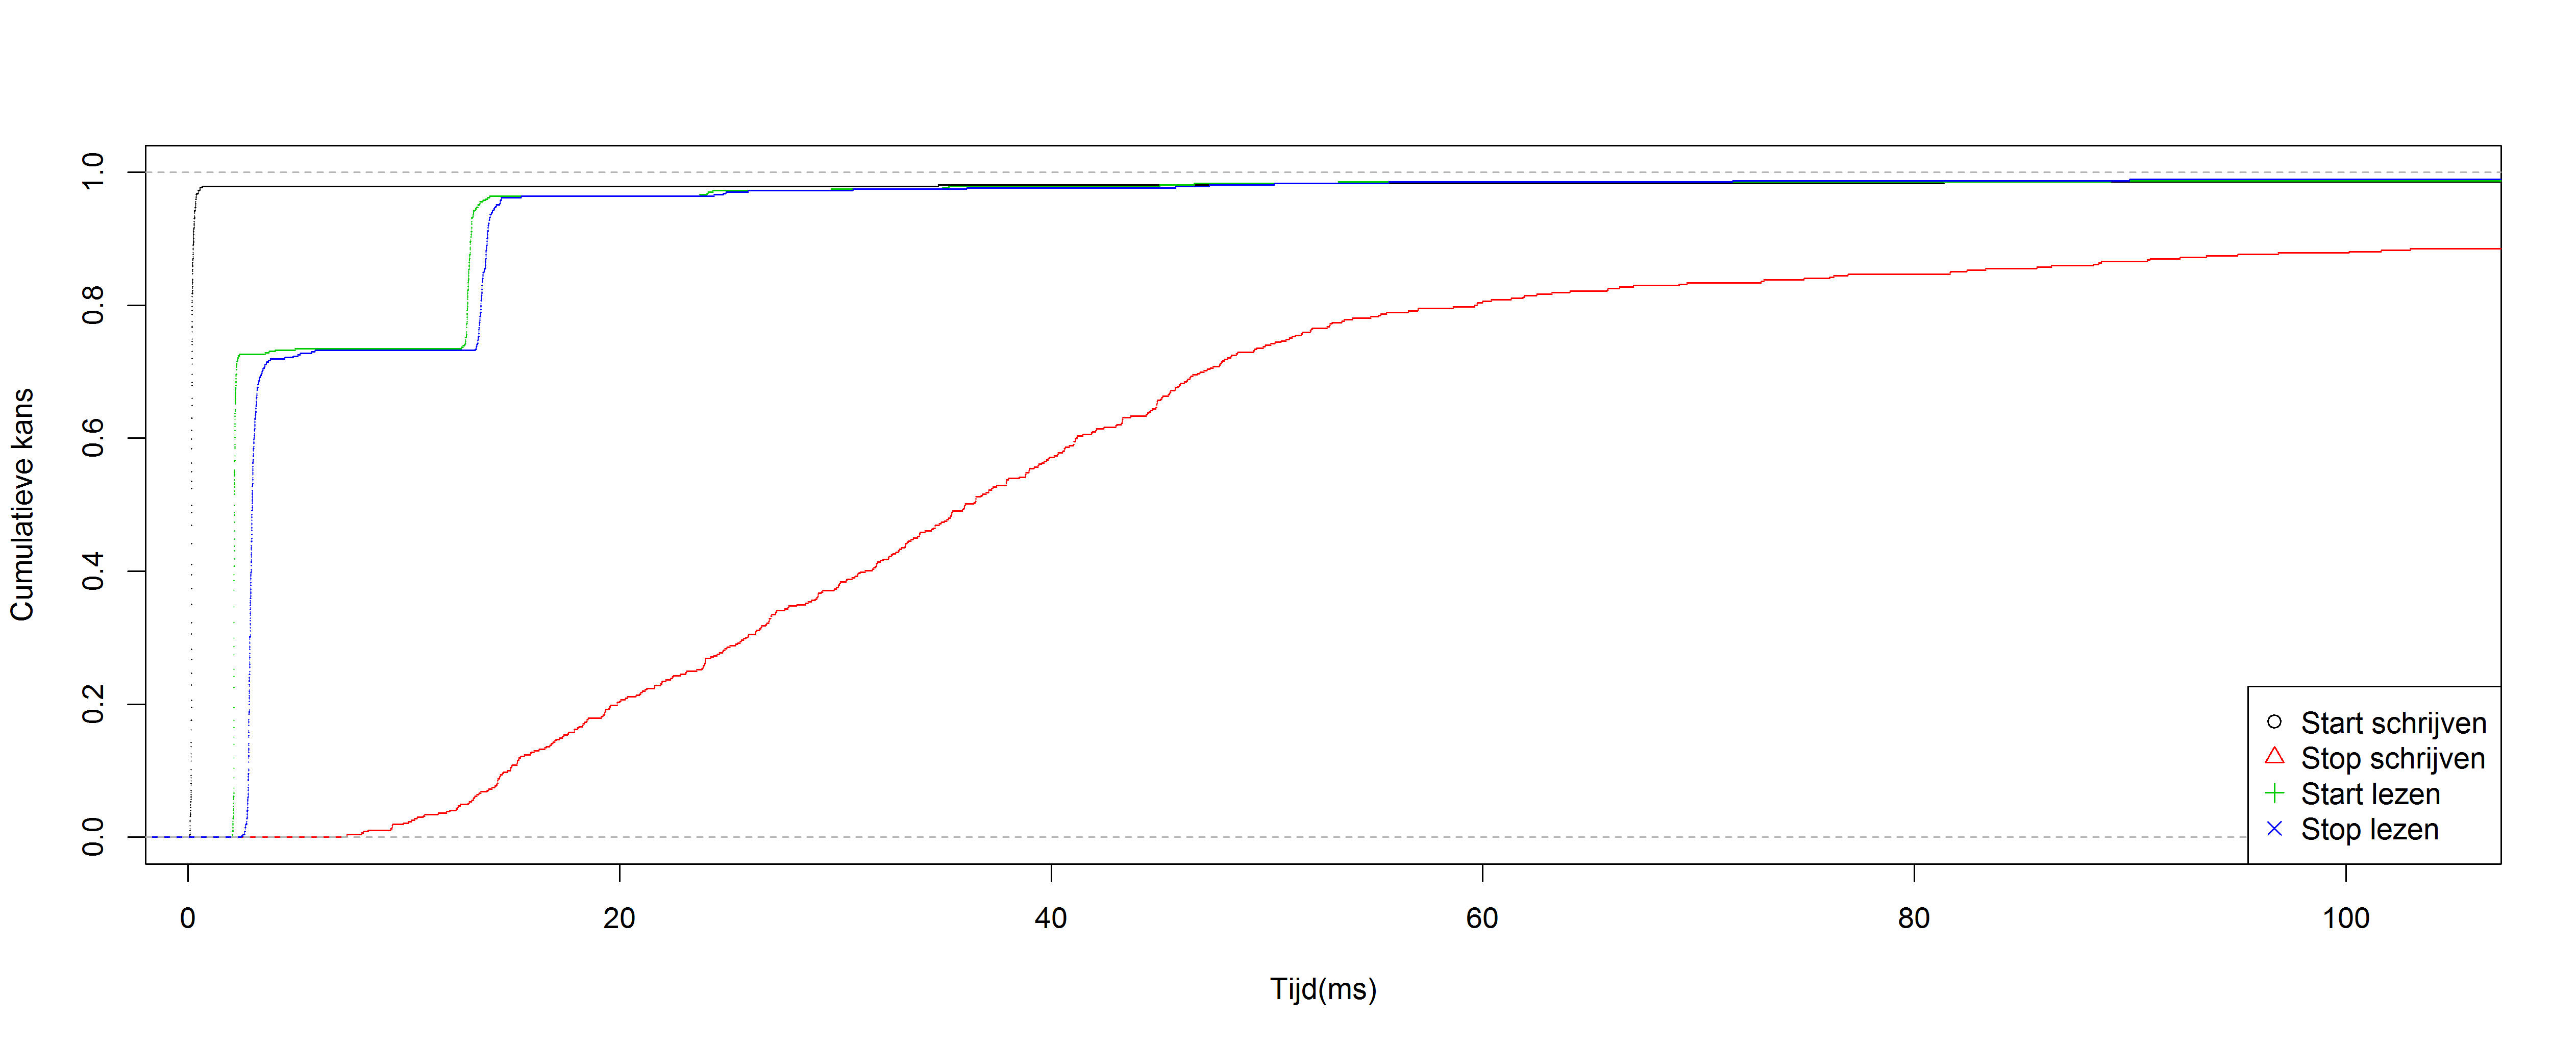 1.0
0.8
0.6
0.4
0.2
0.0
Cumulatieve kans
0 20 40 60 80 100
Tijd(ms)
Start schrijven
Stop schrijven
Start lezen
Stop lezen